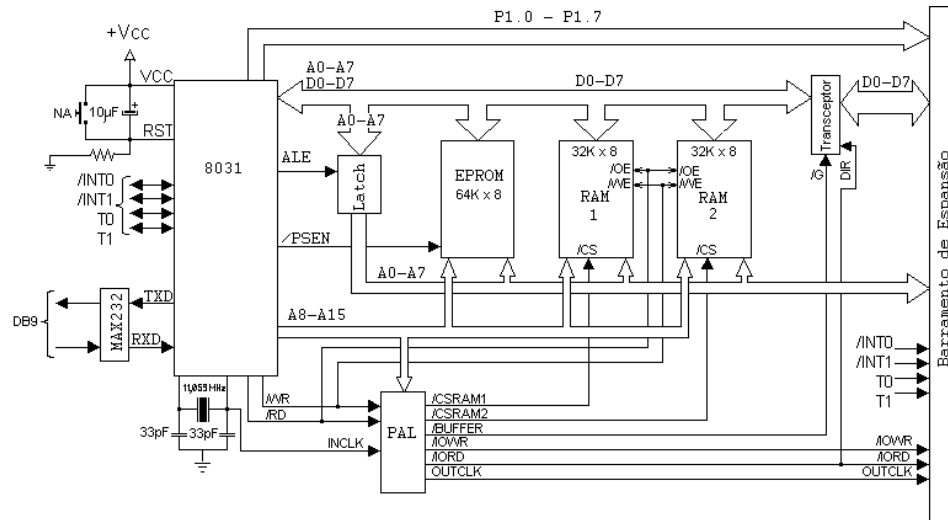 P1.0 - P1.7
+Vcc
VCC
A0-A7
D0-D7
D0-D7
D0-D7
NA
10µF
+
RST
A0-A7
Transceptor
8031
ALE
Latch
EPROM
64K x 8
32K x 8
/OE
/WE
RAM
1
/CS
32K x 8
/OE
/WE
RAM
2
/CS
/G
DIR
/INT0
/INT1
T0
T1
/PSEN
A0-A7
Barramento de Espansão
TXD
DB9
MAX232
RXD
A8-A15
/INT0
/INT1
T0
T1
11,059 MHz
33pF
33pF
/WR
/RD
INCLK
PAL
/CSRAM1
/CSRAM2
/BUFFER
/IOWR
/IORD
OUTCLK
/IOWR
/IORD
OUTCLK